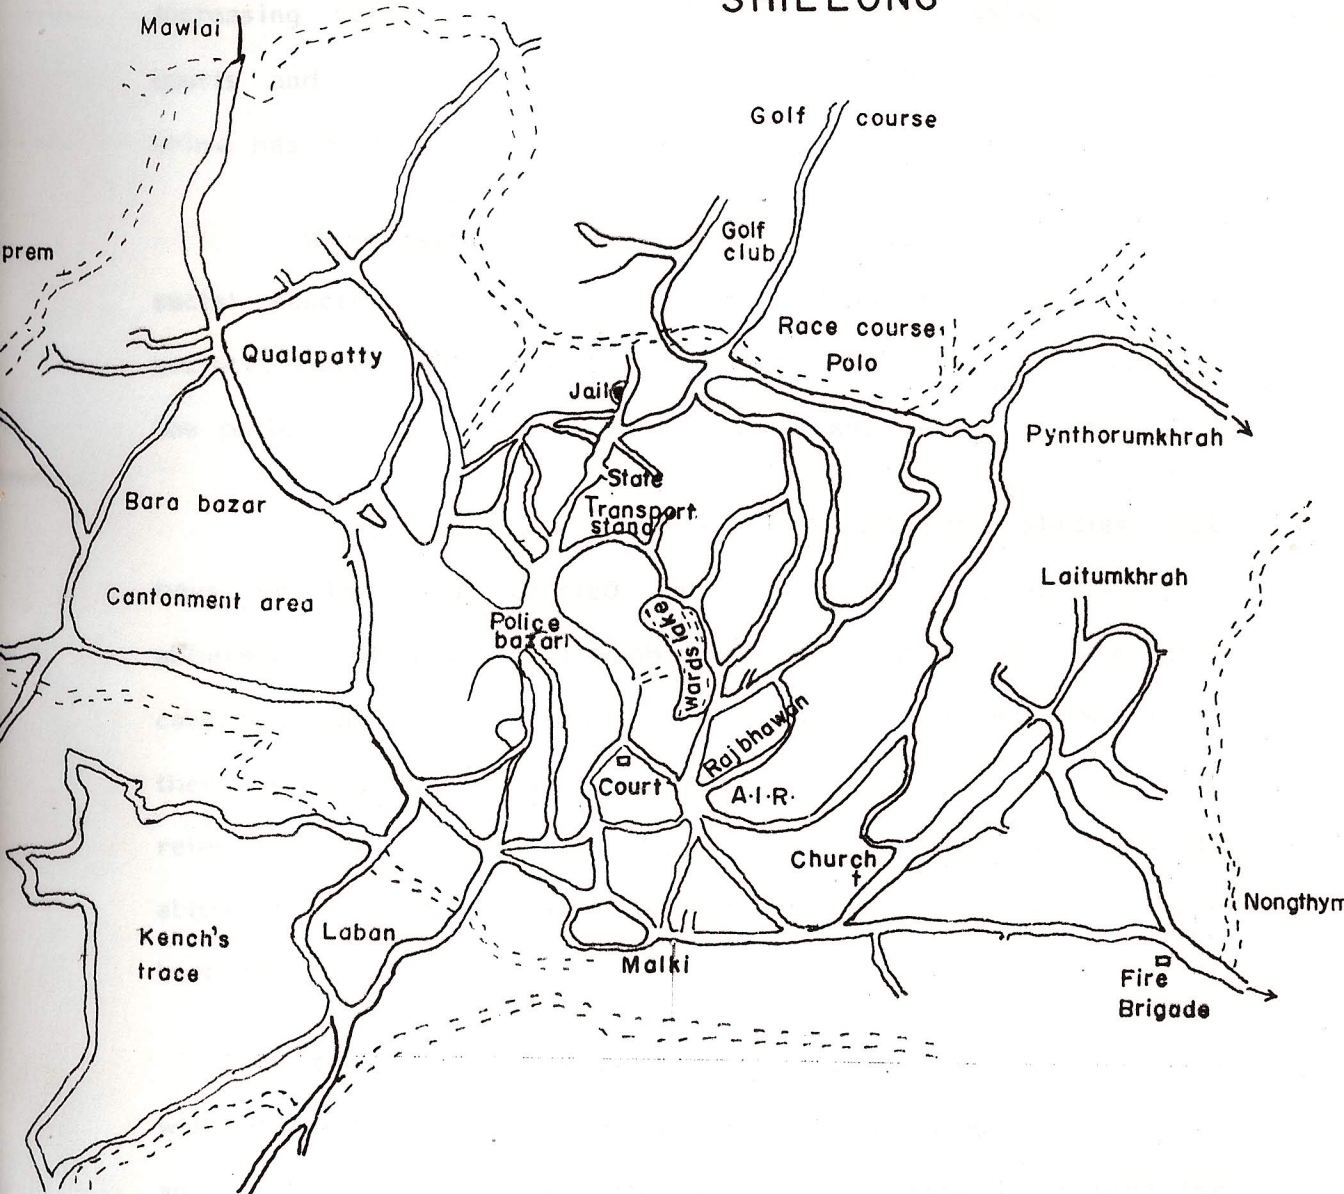 SHILLONG
Mawlai
Golf course
Golf
club
prem
Race course
Polo
Qualapatty
Jail
Pynthorumkhrah
State
Transport
stand
Bara bazar
Laitumkhrah
Cantonment area
wards lake
Police
bazar
Rajbhawan
Court
A.I.R.
Church
Nongthym
Kench's
trace
Laban
Malki
Fire
Brigade